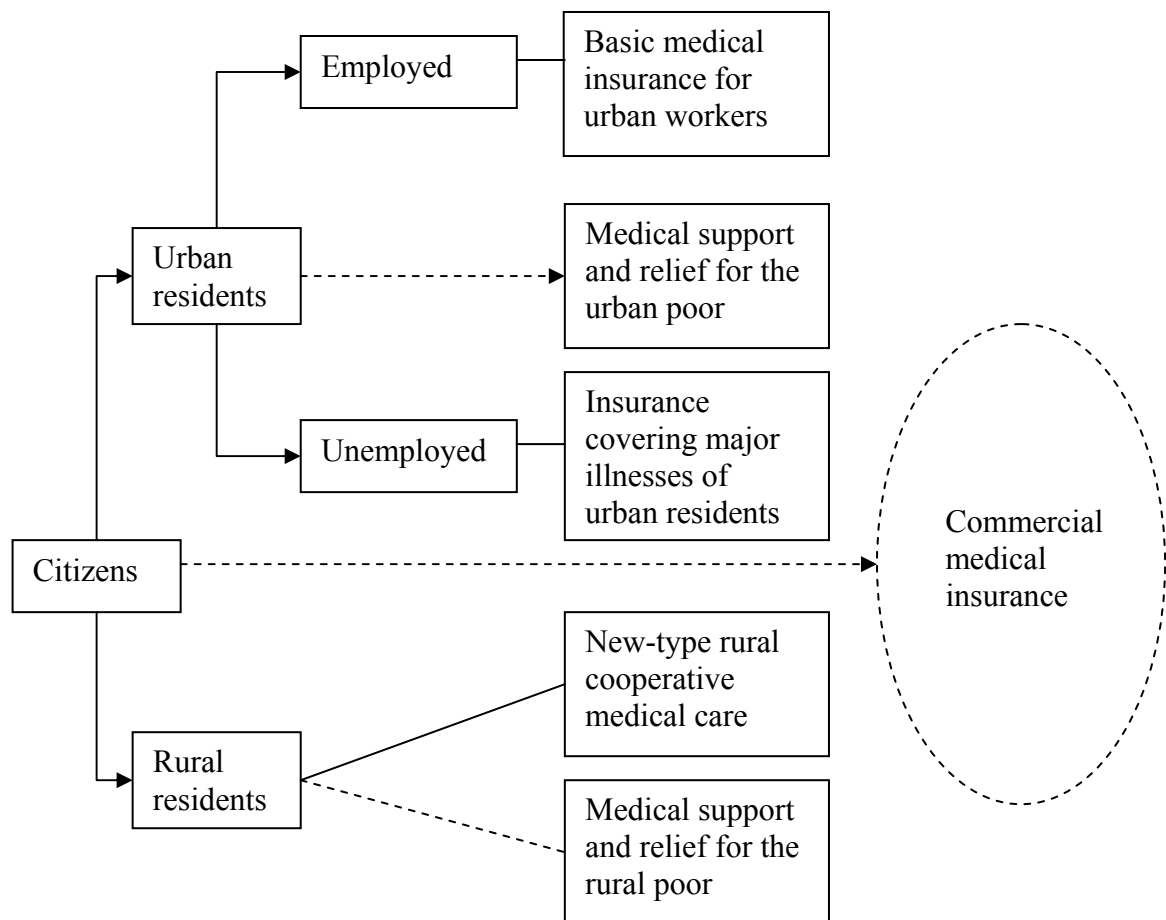 Employed
Basic medical
insurance for
urban workers
Urban
residents
Medical support
and relief for the
urban poor
Unemployed
Insurance
covering major
illnesses of
urban residents
Citizens
Commercial
medical
insurance
New-type rural
cooperative
medical care
Rural
residents
Medical support
and relief for the
rural poor